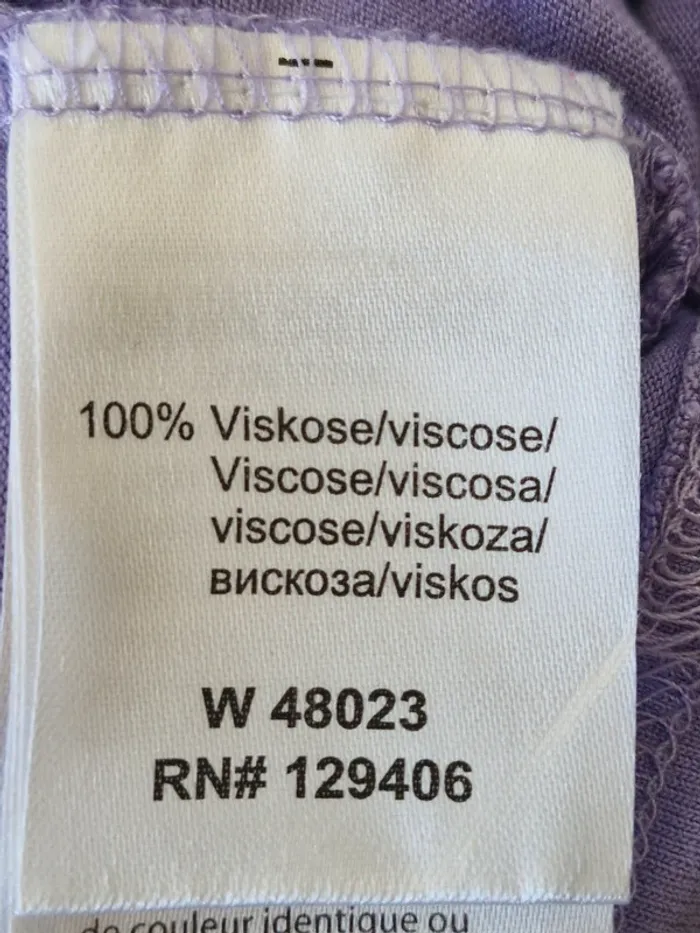 100% Viskose/viscose/
Viscose/viscosa/
viscose/viskoza/
вискоза/viskos
W 48023
RN# 129406
de couleur identique ou